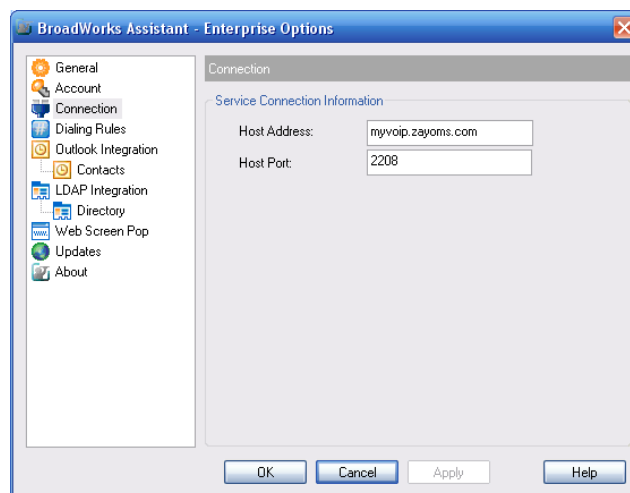 BroadWorks Assistant - Enterprise Options
General
Account
Connection
Dialing Rules
Outlook Integration
Contacts
LDAP Integration
Directory
Web Screen Pop
Updates
About
Connection
Service Connection Information
Host Address: myvoip.zayoms.com
Host Port: 2208
OK Cancel Apply Help